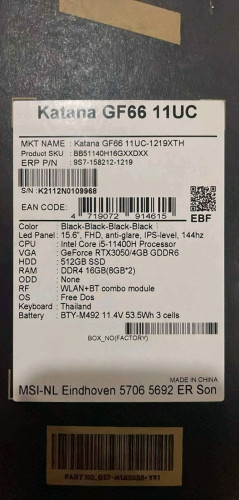 Katana GF66 11UC
MKT NAME : Katana GF66 11UC-1219XTH
Product SKU : BB51140H16GXXDXX
ERP P/N : 9S7-158212-1219
S/N: K2112N0109968
EAN CODE:
4 719072 914615
EBF
Color Black-Black-Black-Black-Black
Led Panel : 15.6", FHD, anti-glare, IPS-level, 144hz
CPU Intel Core i5-11400H Processor
VGA GeForce RTX3050/4GB GDDR6
HDD : 512GB SSD
RAM : DDR4 16GB(8GB*2)
ODD : None
RF : WLAN+BT combo module
OS : Free Dos
Keyboard : Thailand
Battery : BTY-M492 11.4V 53.5Wh 3 cells
BOX_NO(FACTORY)
MADE IN CHINA
MSI-NL Eindhoven 5706 5692 ER Son
PART NO.